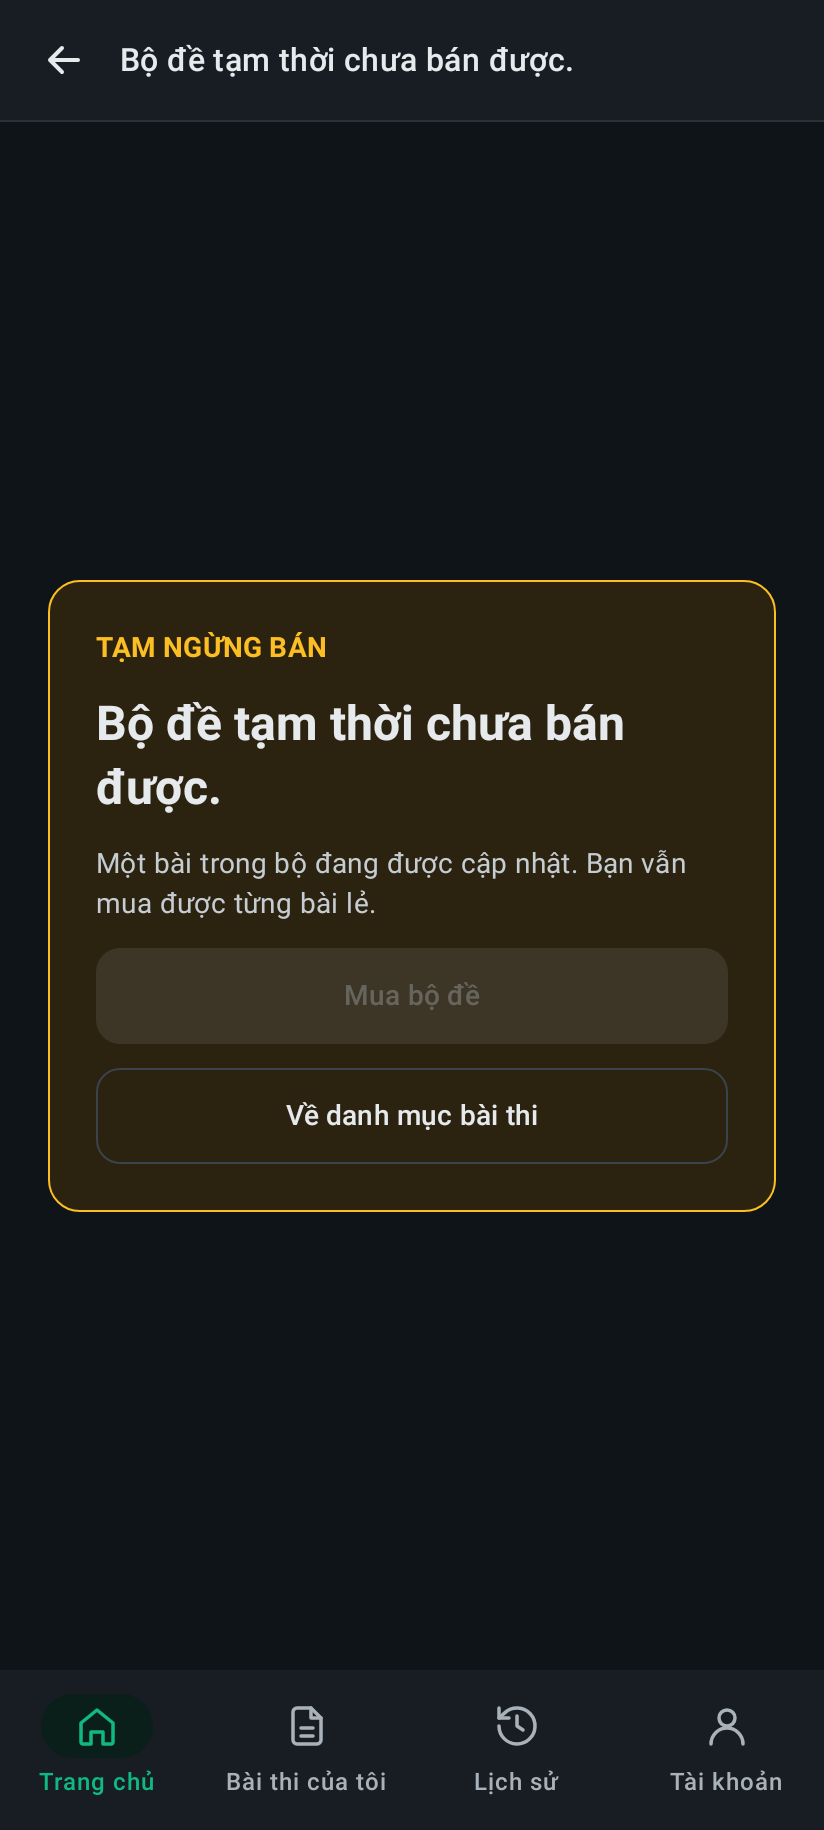 Bộ đề tạm thời chưa bán được.
TẠM NGỪNG BÁN
Bộ đề tạm thời chưa bán
được.
Một bài trong bộ đang được cập nhật. Bạn vẫn
mua được từng bài lẻ.
Mua bộ đề
Về danh mục bài thi
Trang chủ
Bài thi của tôi
Lịch sử
Tài khoản